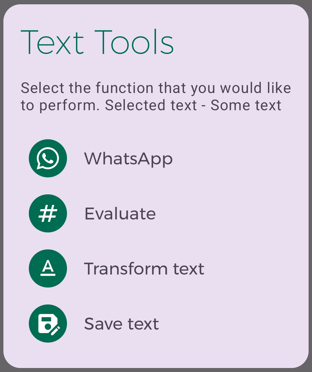 Text Tools
Select the function that you would like
to perform. Selected text - Some text
WhatsApp
# Evaluate
A Transform text
Save text